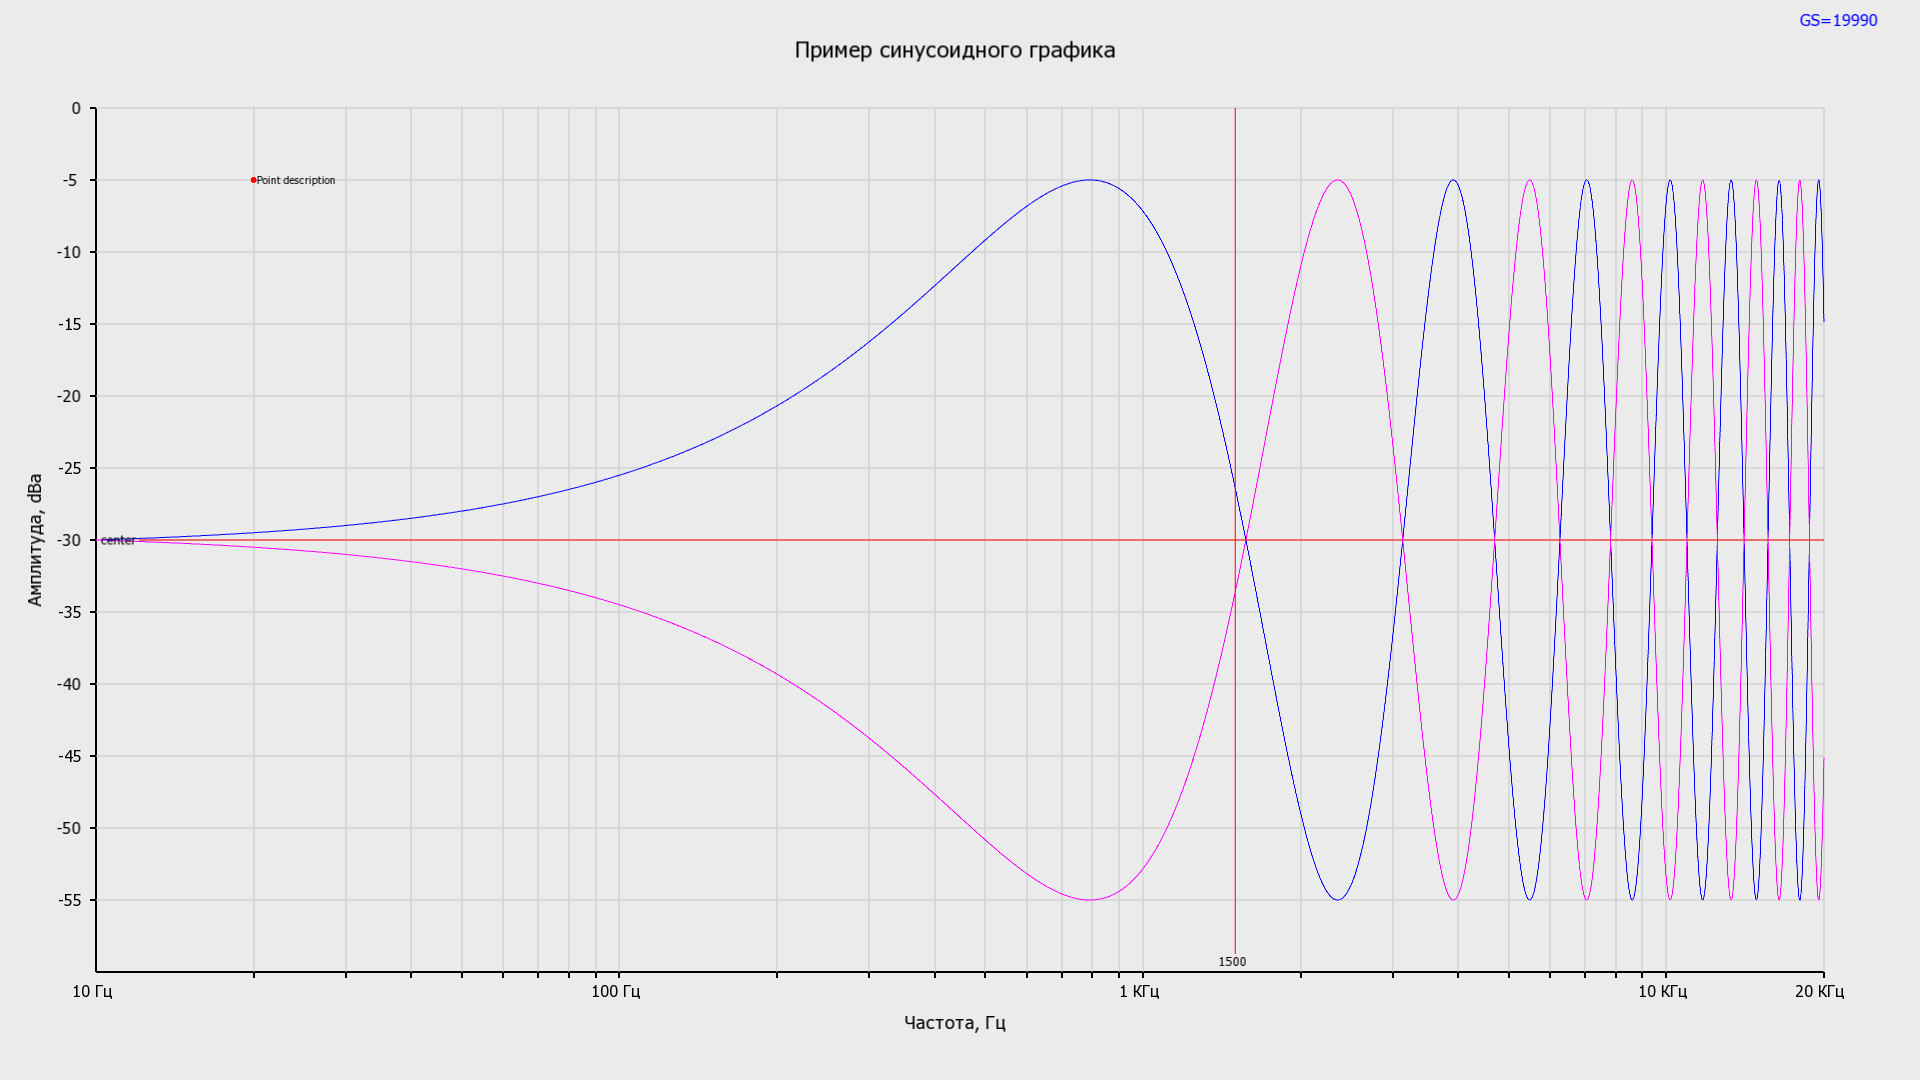 GS=19990
Пример синусоидного графика
0
-5
Point description
-10
-15
-20
-25
-30
center
-35
-40
-45
-50
-55
Амплитуда, dBa
1500
10 Гц 100 Гц 1 КГц 10 КГц 20 КГц
Частота, Гц